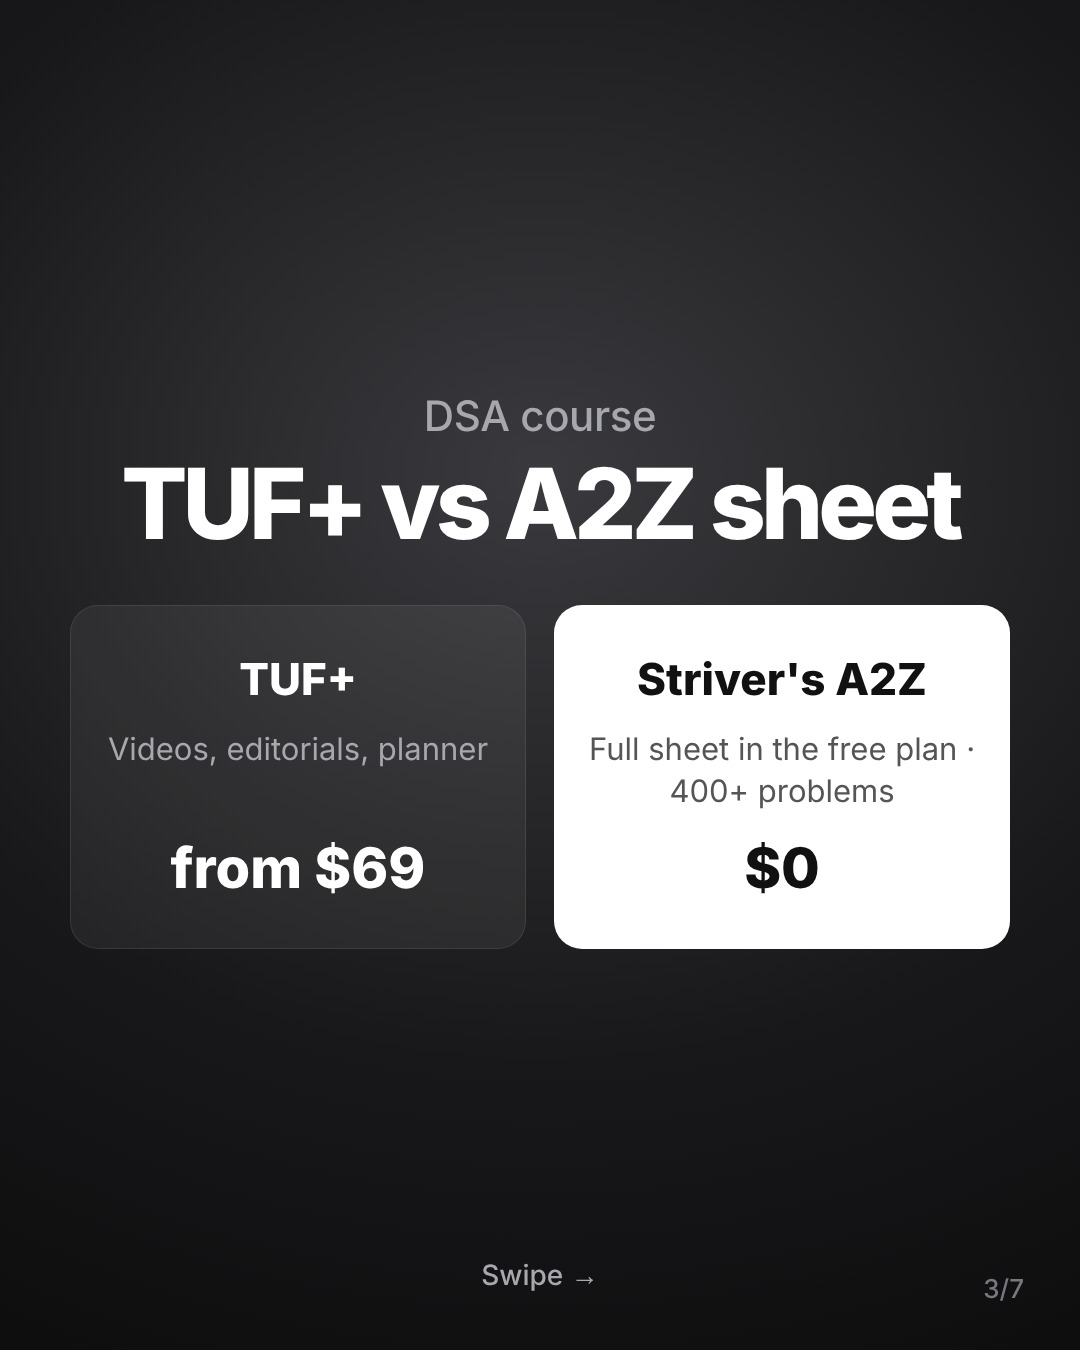 DSA course
TUF+ vs A2Z sheet
TUF+
Videos, editorials, planner
from $69
Striver's A2Z
Full sheet in the free plan ·
400+ problems
$0
Swipe →
3/7